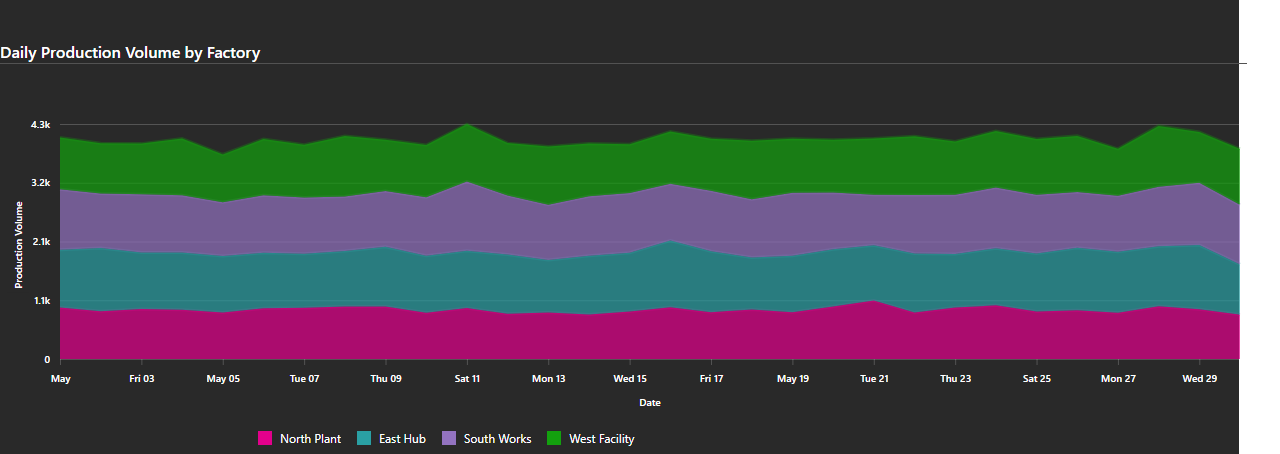 Daily Production Volume by Factory
4.3k
3.2k
2.1k
1.1k
0
Production Volume
May Fri 03 May 05 Tue 07 Thu 09 Sat 11 Mon 13 Wed 15 Fri 17 May 19 Tue 21 Thu 23 Sat 25 Mon 27 Wed 29
Date
North Plant East Hub South Works West Facility